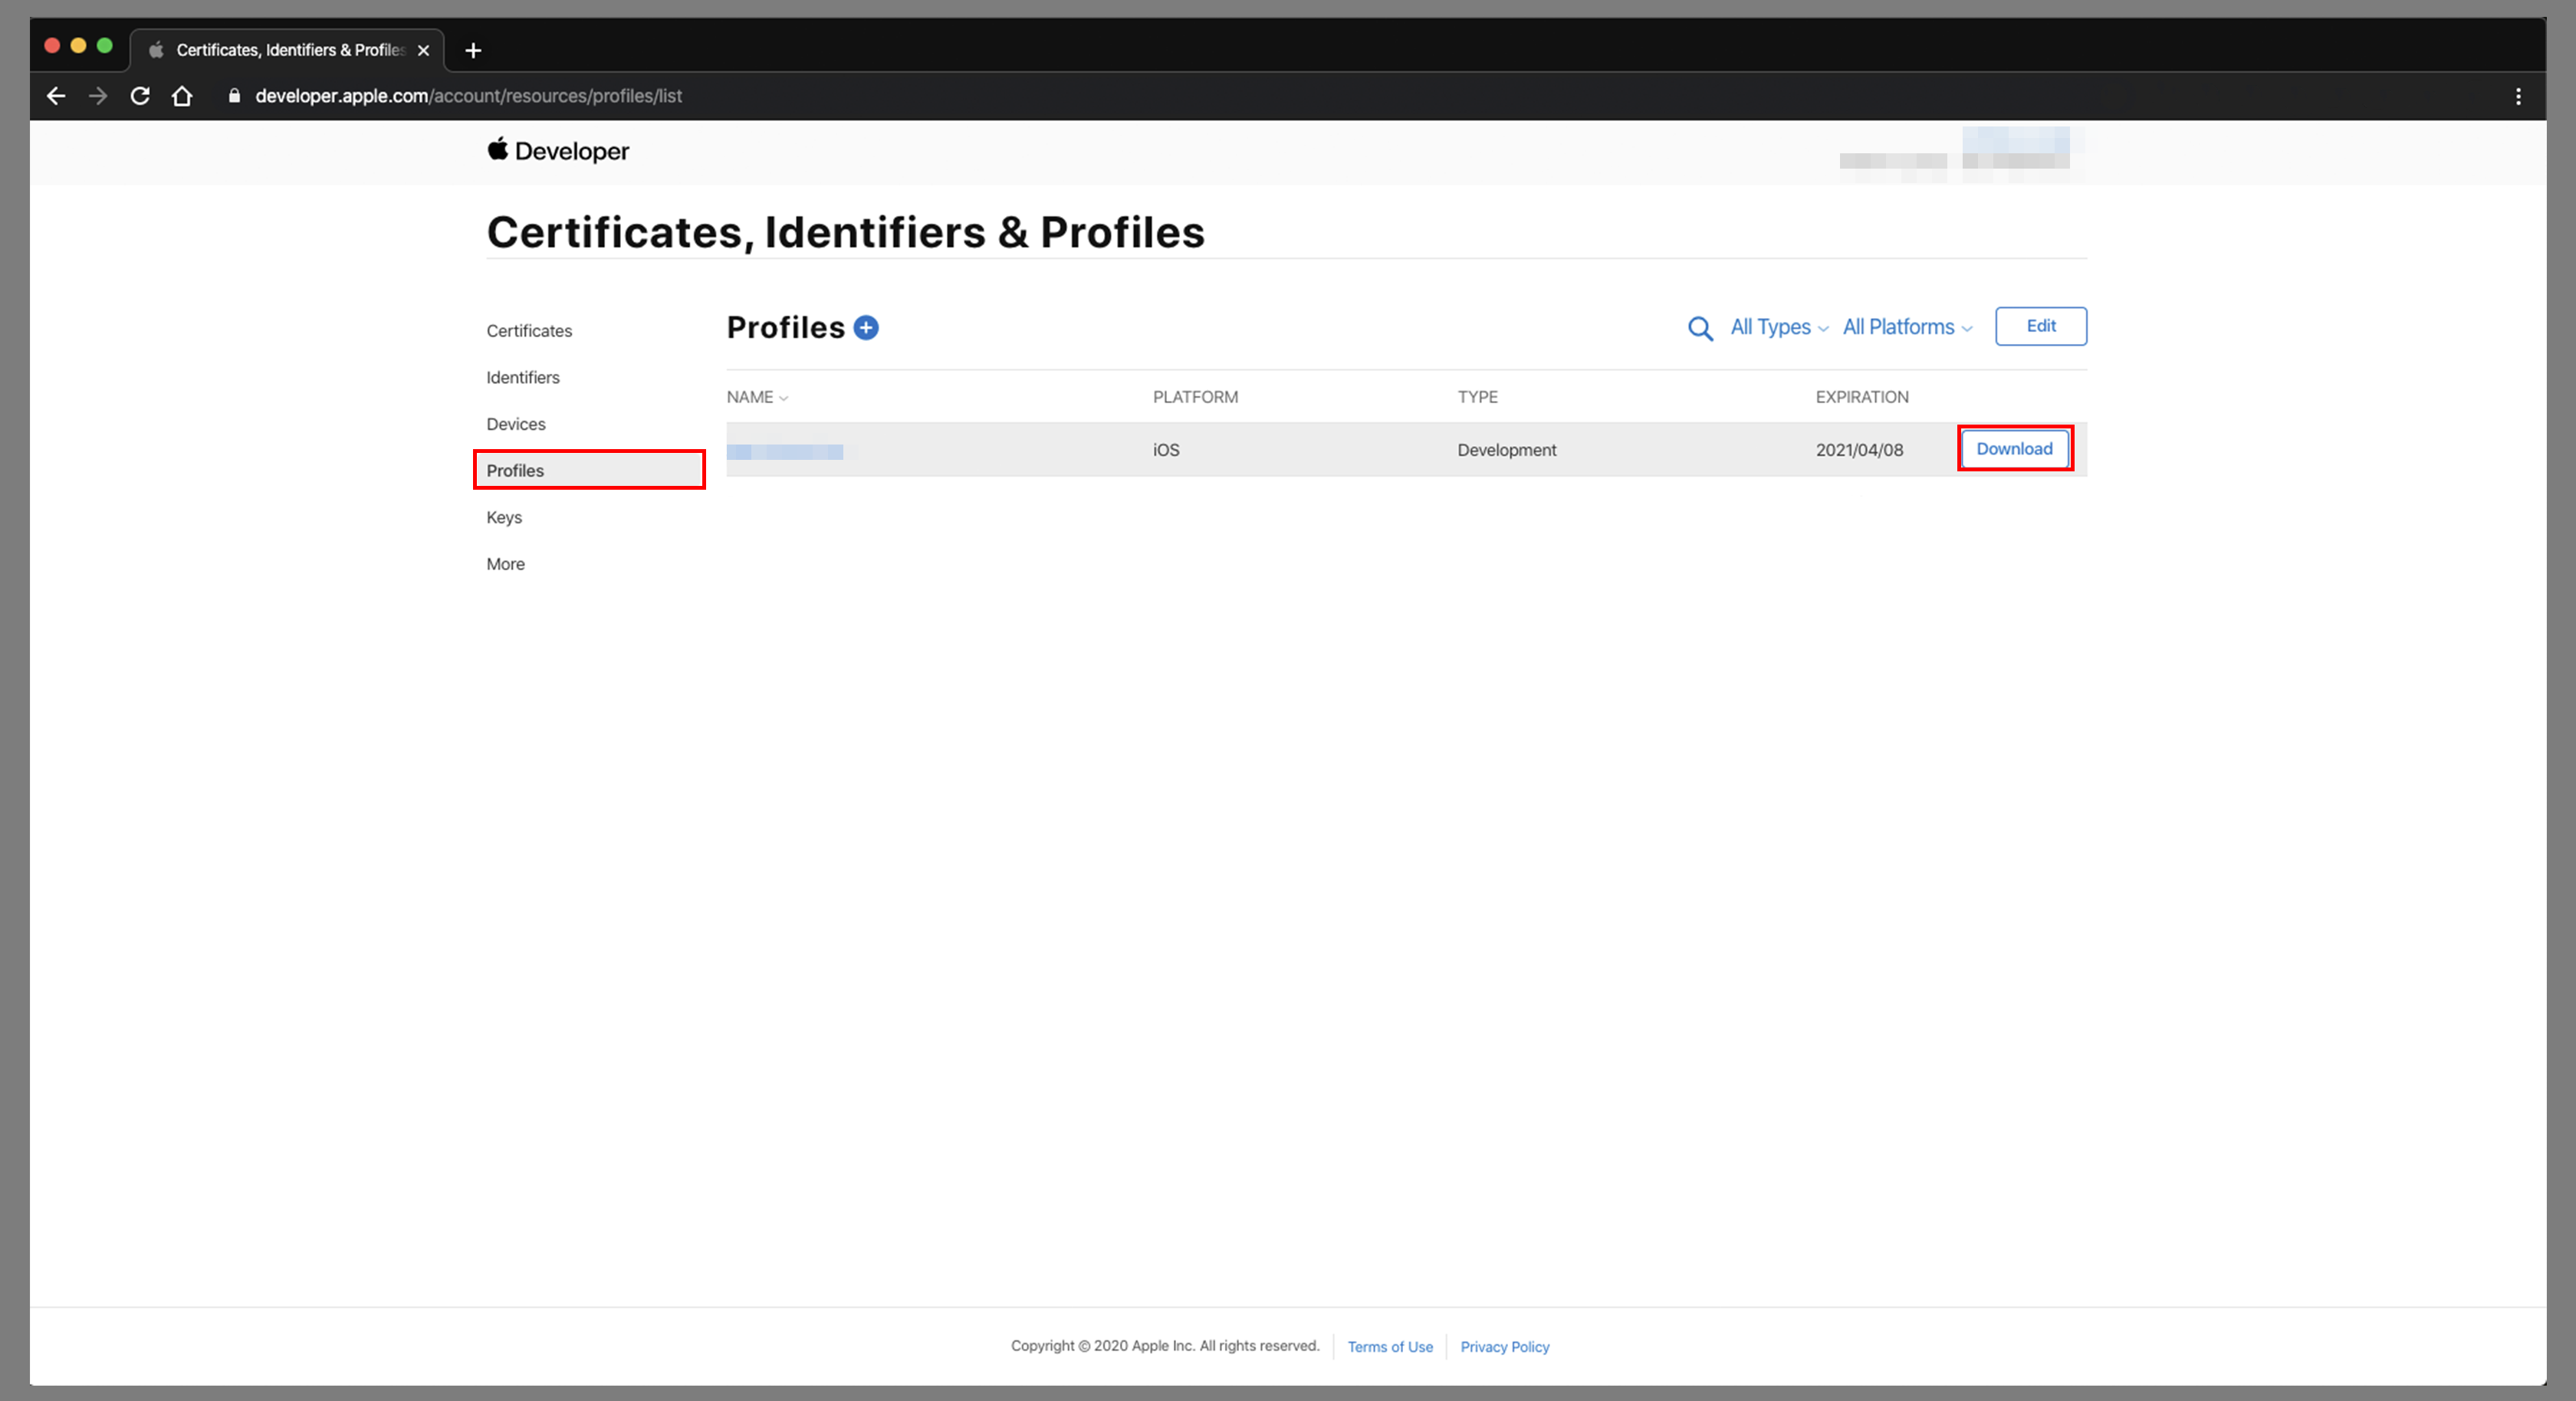 Certificates, Identifiers & Profiles
developer.apple.com/account/resources/profiles/list
Developer
Certificates, Identifiers & Profiles
Certificates
Identifiers
Devices
Profiles
Keys
More
Profiles
All Types
All Platforms
Edit
NAME PLATFORM TYPE EXPIRATION
iOS Development 2021/04/08 Download
Copyright © 2020 Apple Inc. All rights reserved. Terms of Use Privacy Policy